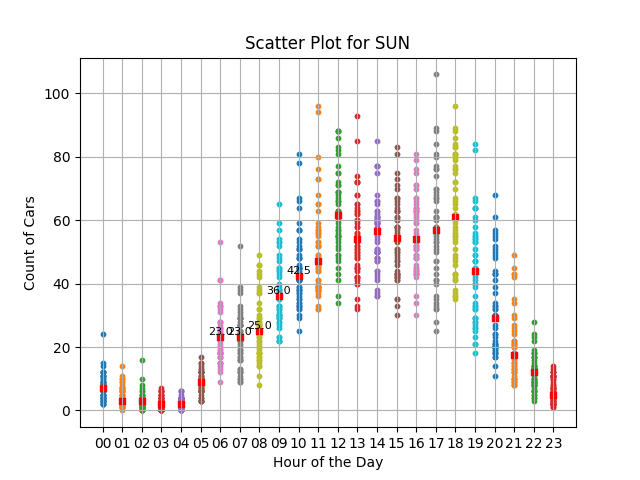 Scatter Plot for SUN
Count of Cars
100
80
60
40
20
0
42.5
36.0
23.0 23.0 25.0
00 01 02 03 04 05 06 07 08 09 10 11 12 13 14 15 16 17 18 19 20 21 22 23
Hour of the Day